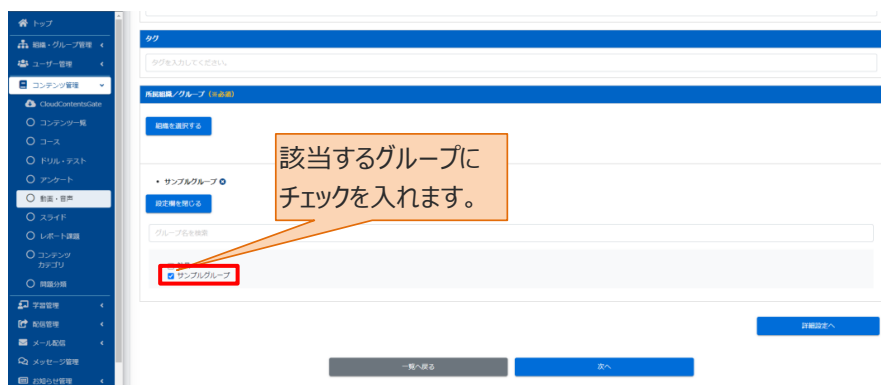 トップ
組織・グループ管理
ユーザー管理
コンテンツ管理
CloudContentsGate
コンテンツ一覧
コース
ドリル・テスト
アンケート
動画・音声
スライド
レポート課題
コンテンツ
カテゴリ
問題分類
学習管理
配信管理
メール配信
メッセージ管理
お知らせ管理
タグ
タグを入力してください。
所属組織/グループ (※必須)
組織を選択する
該当するグループに
チェックを入れます。
• サンプルグループ
設定欄を閉じる
グループ名を検索
サンプルグループ
詳細設定へ
一覧へ戻る
次へ